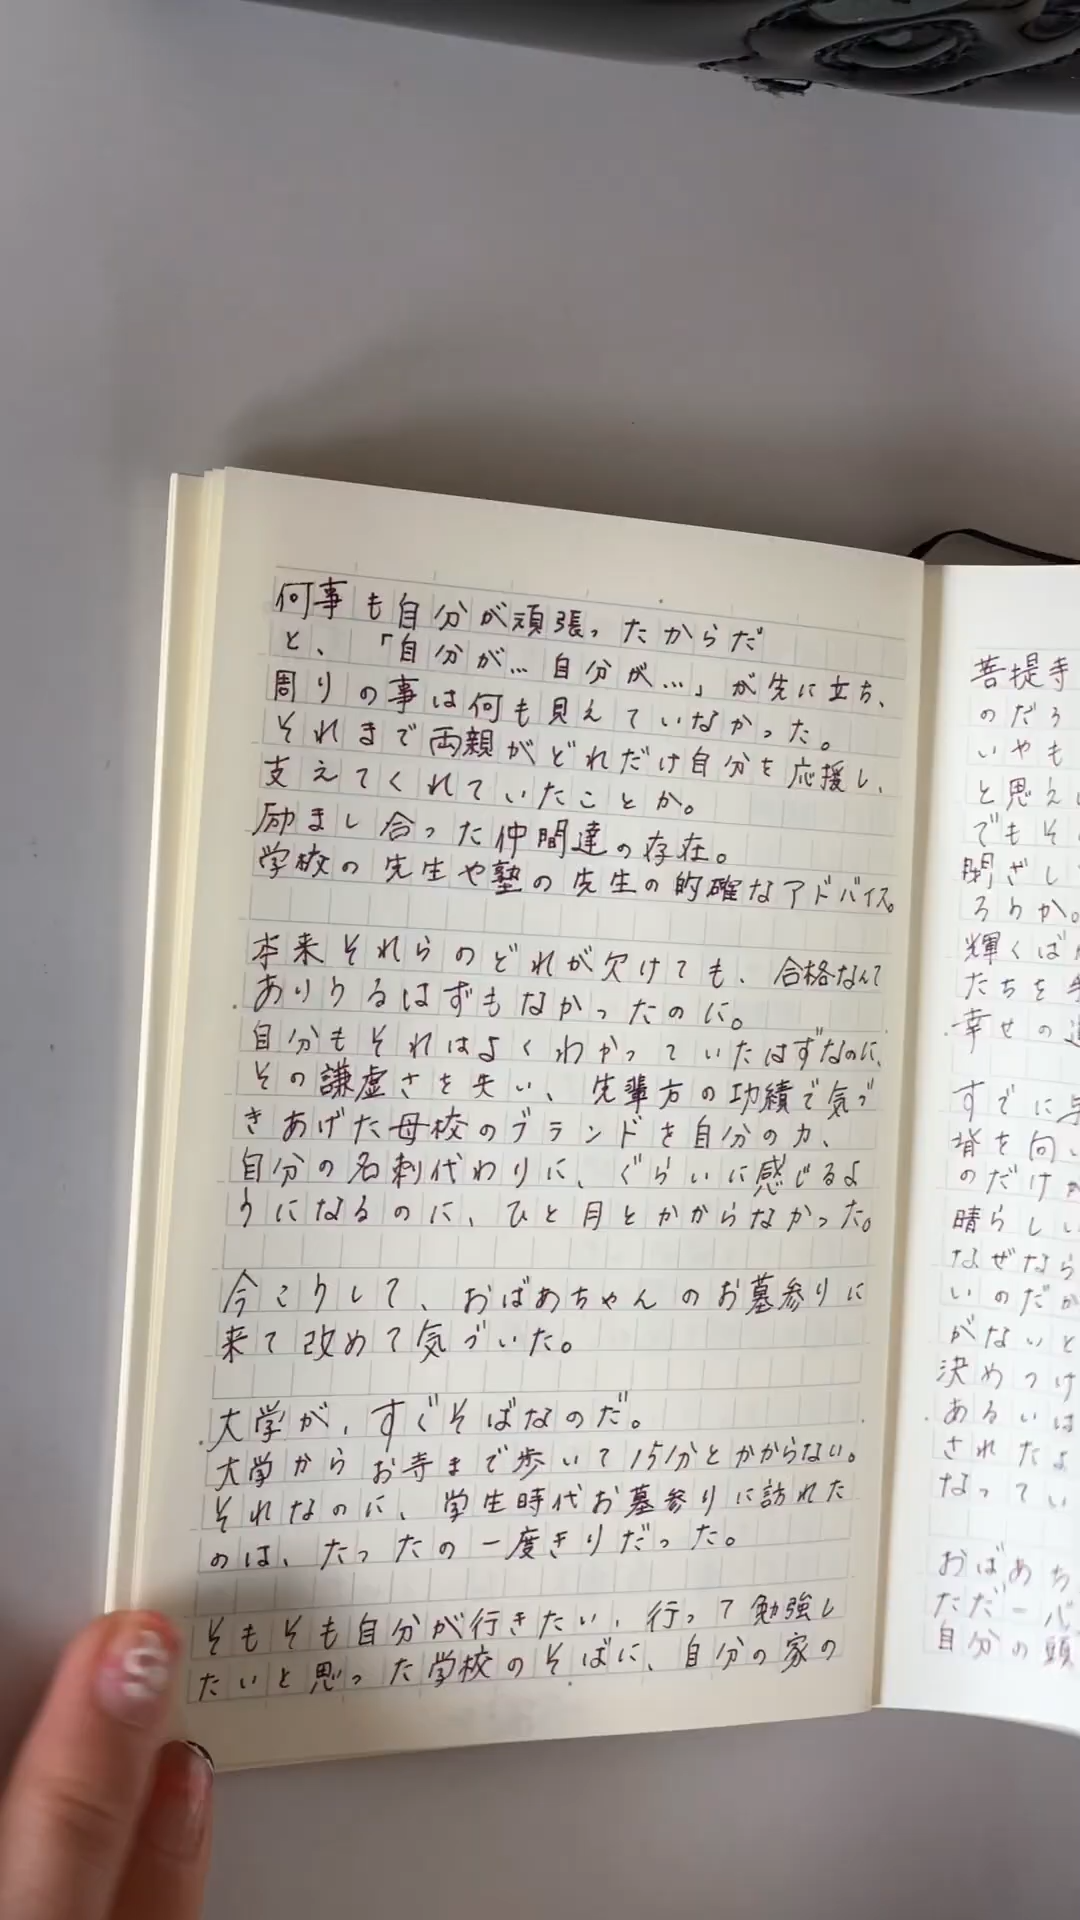 何事も自分が頑張ったからだ
と、「自分が…自分が…」が先に立ち、
周りの事は何も見えていなかった。
それまで両親がどれだけ自分を応援し、
支えてくれていたことか。
励まし合った仲間達の存在。
学校の先生や塾の先生の的確なアドバイス。
本来それらのどれが欠けても、合格なんて
ありうるはずもなかったのに。
自分もそれはよくわかっていたはずなのに、
その謙虚さを失い、先輩方の功績で気づ
きあげた母校のブランドを自分の力、
自分の名刺代わりに、ぐらいに感じるよ
うになるのに、ひと月とかからなかった。
今こうして、おばあちゃんのお墓参りに
来て改めて気づいた。
大学が、すぐそばなのだ。
大学からお寺まで歩いて15分とかからない。
それなのに、学生時代お墓参りに訪れた
のは、たったの一度きりだった。
そもそも自分が行きたい、行って勉強し
たいと思った学校のそばに、自分の家の
菩提寺
のだろ
いやも
と思え
でもそ
閉ざし
ろうか。
輝くば
たちを
幸せの
すでに与
背を向い
のだけ
晴らしい
なぜなら
いのだか
がないと
決めつけ
あるいは
されたよ
なってい
おばあち
ただ一
自分の頭